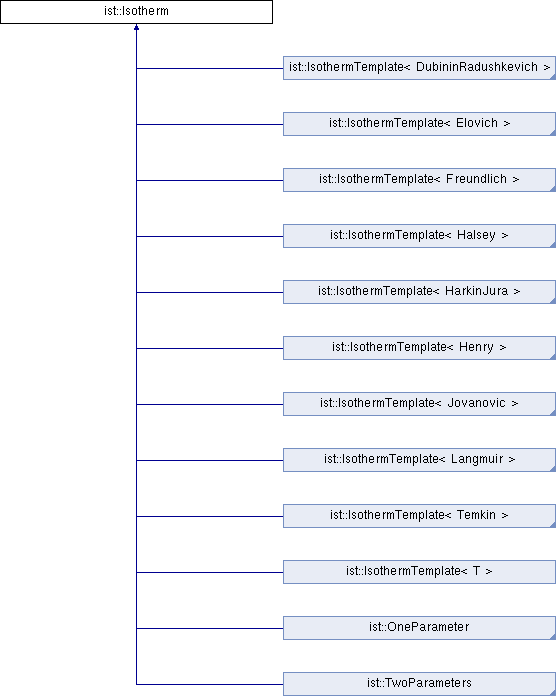 ist::Isotherm
ist::IsothermTemplate< DubininRadushkevich >
ist::IsothermTemplate< Elovich >
ist::IsothermTemplate< Freundlich >
ist::IsothermTemplate< Halsey >
ist::IsothermTemplate< HarkinJura >
ist::IsothermTemplate< Henry >
ist::IsothermTemplate< Jovanovic >
ist::IsothermTemplate< Langmuir >
ist::IsothermTemplate< Temkin >
ist::IsothermTemplate< T >
ist::OneParameter
ist::TwoParameters